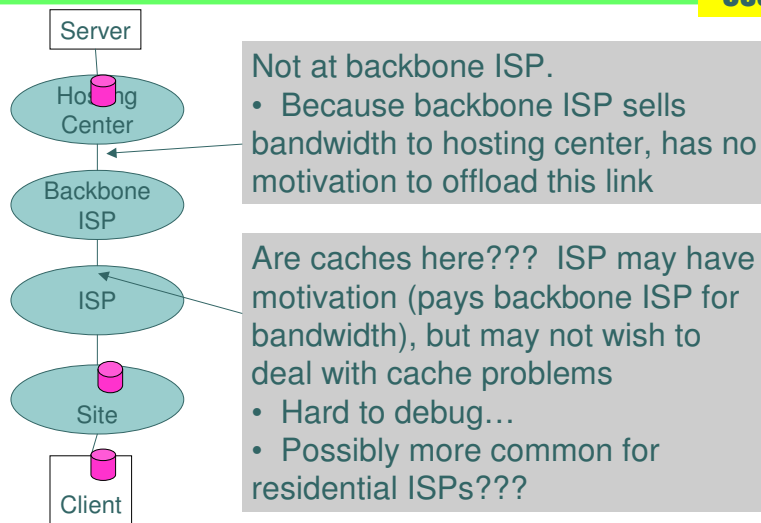 Server
Hosting
Center
Backbone
ISP
ISP
Site
Client
Not at backbone ISP.
• Because backbone ISP sells
bandwidth to hosting center, has no
motivation to offload this link
Are caches here??? ISP may have
motivation (pays backbone ISP for
bandwidth), but may not wish to
deal with cache problems
• Hard to debug…
• Possibly more common for
residential ISPs???